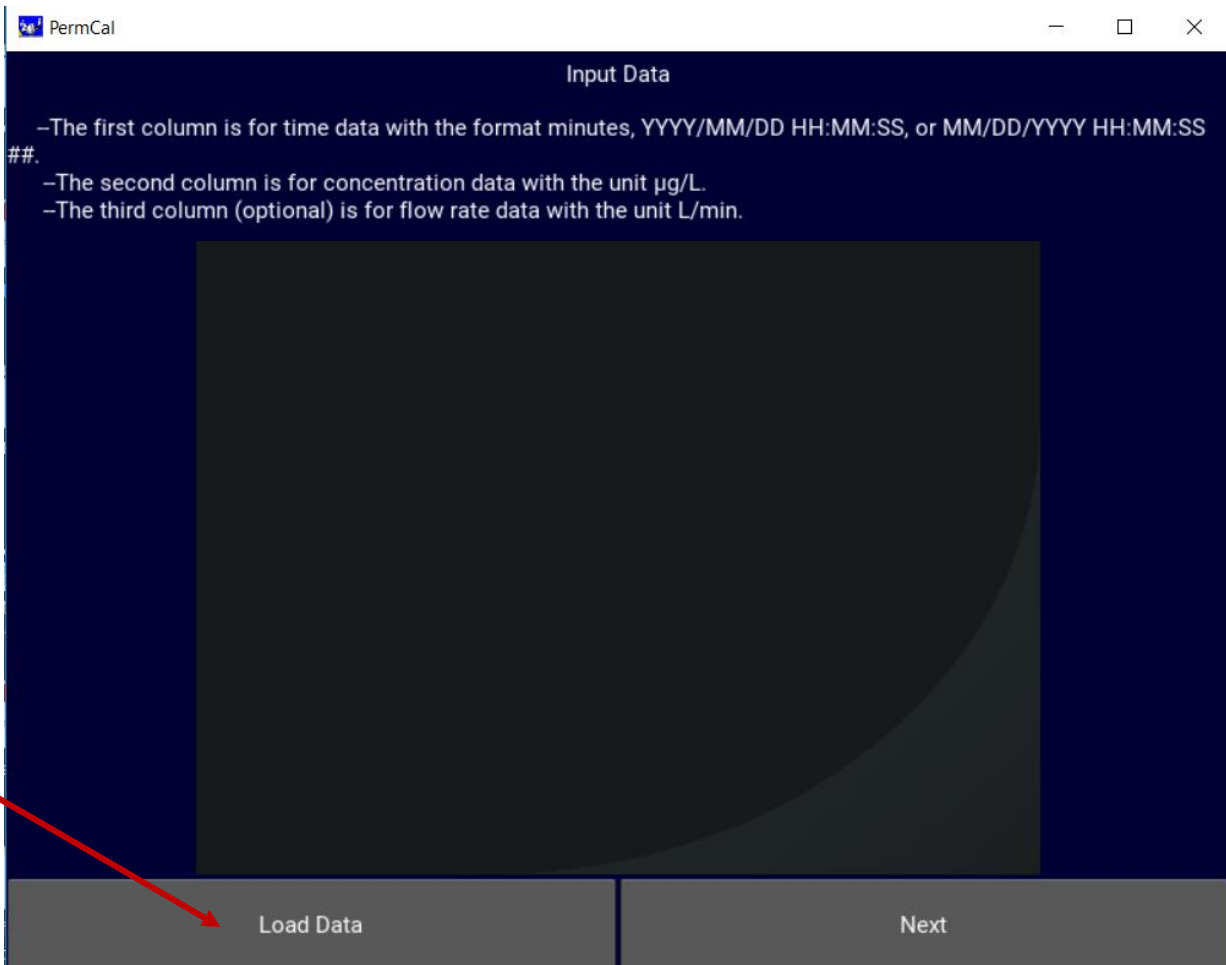 PermCal
Input Data
–The first column is for time data with the format minutes, YYYY/MM/DD HH:MM:SS, or MM/DD/YYYY HH:MM:SS
##.
–The second column is for concentration data with the unit µg/L.
–The third column (optional) is for flow rate data with the unit L/min.
Load Data
Next